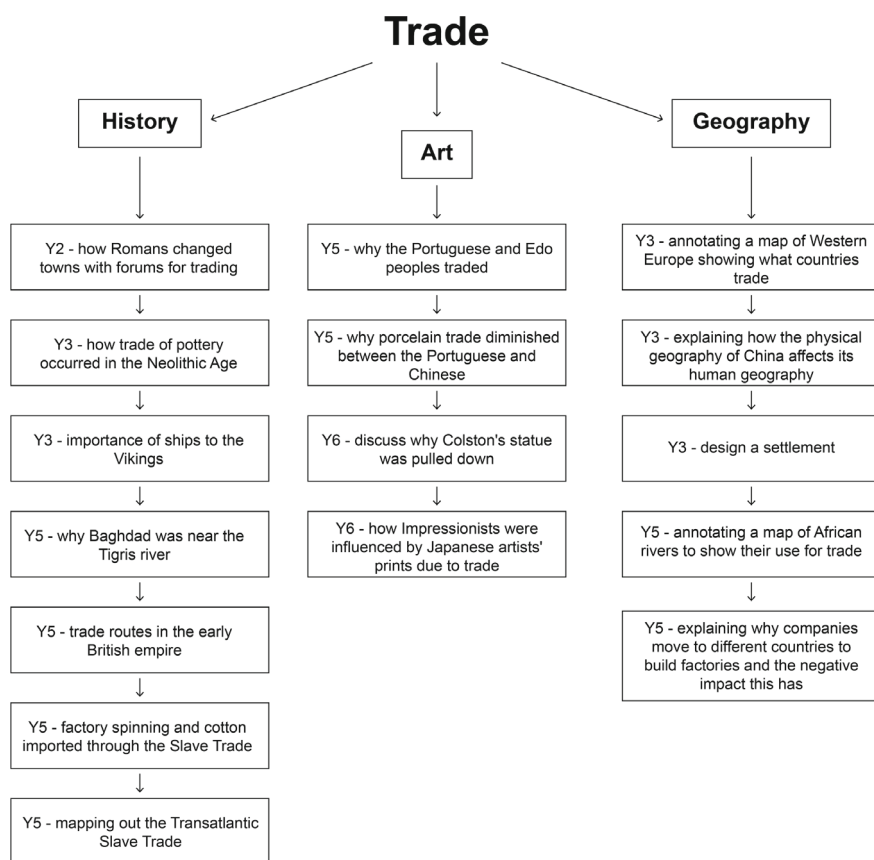 Trade
History
Art
Geography
Y2 - how Romans changed
towns with forums for trading
Y3 - how trade of pottery
occurred in the Neolithic Age
Y3 - importance of ships to the
Vikings
Y5 - why Baghdad was near the
Tigris river
Y5 - trade routes in the early
British empire
Y5 - factory spinning and cotton
imported through the Slave Trade
Y5 - mapping out the Transatlantic
Slave Trade
Y5 - why the Portuguese and Edo
peoples traded
Y5 - why porcelain trade diminished
between the Portuguese and
Chinese
Y6 - discuss why Colston's statue
was pulled down
Y6 - how Impressionists were
influenced by Japanese artists'
prints due to trade
Y3 - annotating a map of Western
Europe showing what countries
trade
Y3 - explaining how the physical
geography of China affects its
human geography
Y3 - design a settlement
Y5 - annotating a map of African
rivers to show their use for trade
Y5 - explaining why companies
move to different countries to
build factories and the negative
impact this has